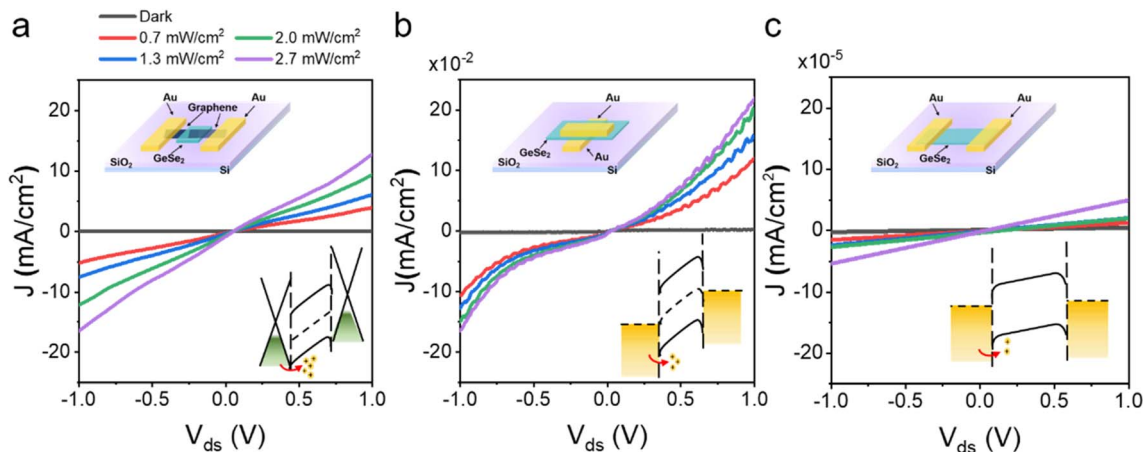 a
Dark
0.7 mW/cm²
2.0 mW/cm²
1.3 mW/cm²
2.7 mW/cm²
J (mA/cm²)
20
10
0
-10
-20
-1.0
-0.5
0.0
0.5
1.0
V_ds (V)
Au
Graphene
Au
SiO₂
GeSe₂
Si
b
x10⁻²
J(mA/cm²)
20
10
0
-10
-20
-1.0
-0.5
0.0
0.5
1.0
V_ds (V)
Au
GeSe₂
Au
SiO₂
Si
c
x10⁻⁵
J (mA/cm²)
20
10
0
-10
-20
-1.0
-0.5
0.0
0.5
1.0
V_ds (V)
Au
Au
GeSe₂
SiO₂
Si